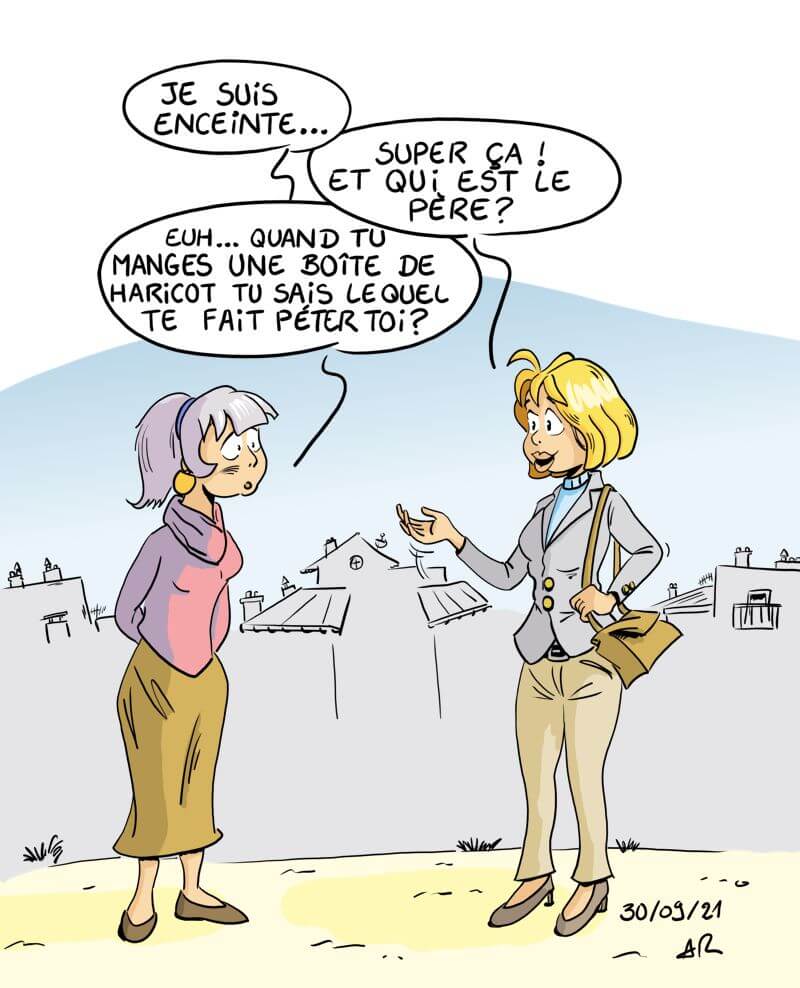 JE SUIS
ENCEINTE...
SUPER ÇA !
ET QUI EST LE
PÈRE?
EUH... QUAND TU
MANGES UNE BOÎTE DE
HARICOT TU SAIS LEQUEL
TE FAIT PÉTER TOI?
30/09/21
AR